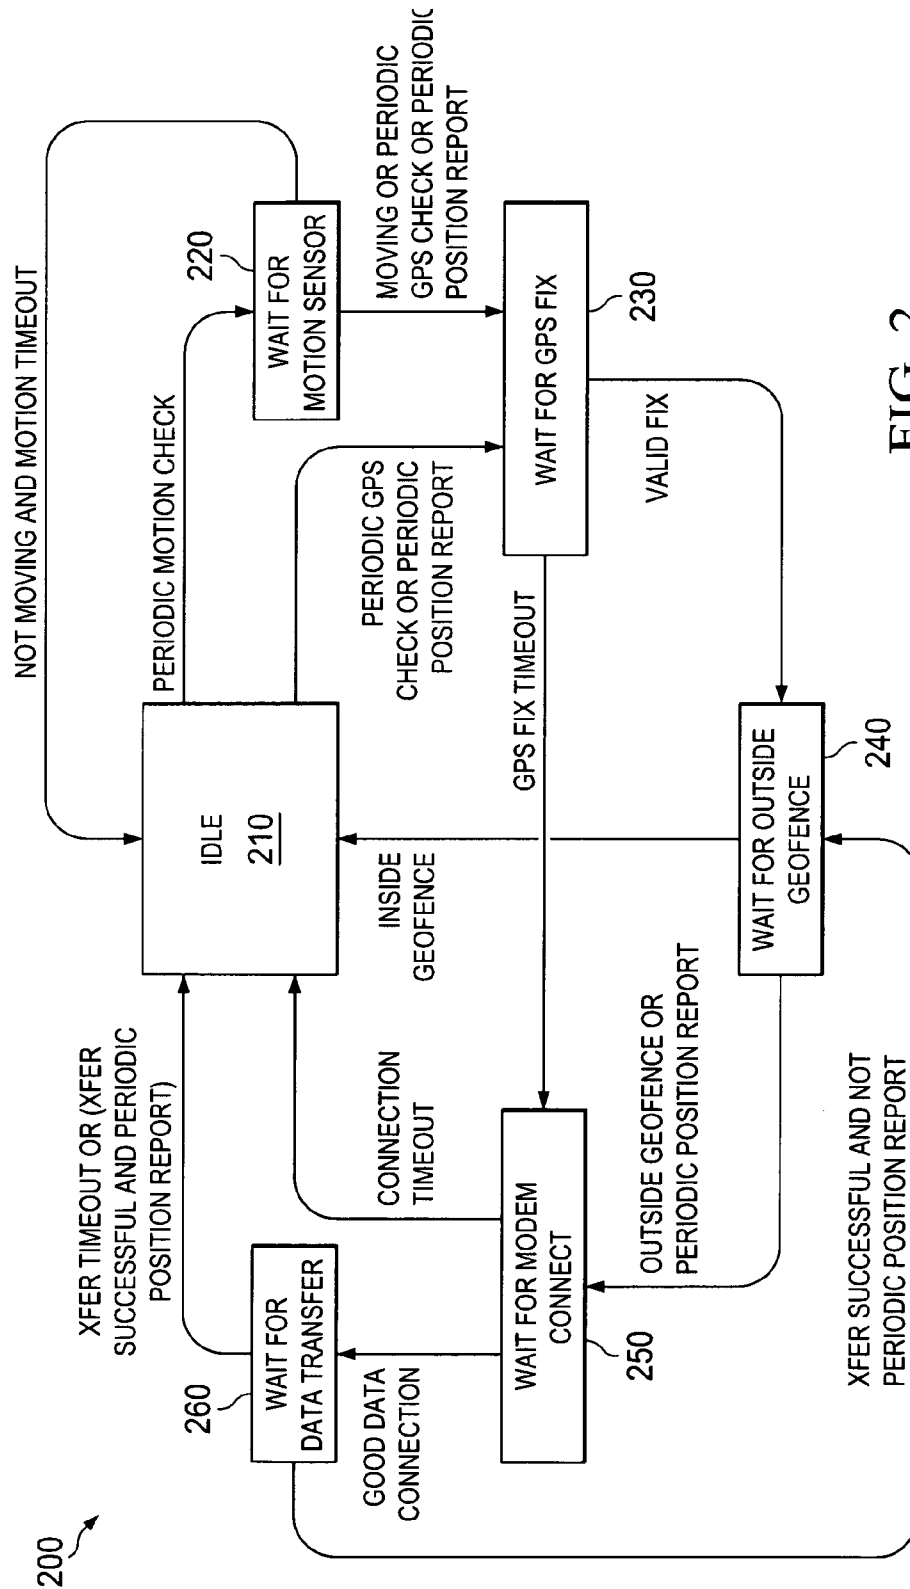 200
NOT MOVING AND MOTION TIMEOUT
XFER TIMEOUT OR (XFER
SUCCESSFUL AND PERIODIC
POSITION REPORT)
PERIODIC MOTION CHECK
260
WAIT FOR
DATA TRANSFER
IDLE
210
220
WAIT FOR
MOTION SENSOR
GOOD DATA
CONNECTION
CONNECTION
TIMEOUT
INSIDE
GEOFENCE
PERIODIC GPS
CHECK OR PERIODIC
POSITION REPORT
MOVING OR PERIODIC
GPS CHECK OR PERIODIC
POSITION REPORT
WAIT FOR MODEM
CONNECT
250
GPS FIX TIMEOUT
WAIT FOR GPS FIX
230
OUTSIDE GEOFENCE OR
PERIODIC POSITION REPORT
VALID FIX
WAIT FOR OUTSIDE
GEOFENCE
240
XFER SUCCESSFUL AND NOT
PERIODIC POSITION REPORT
FIG. 2